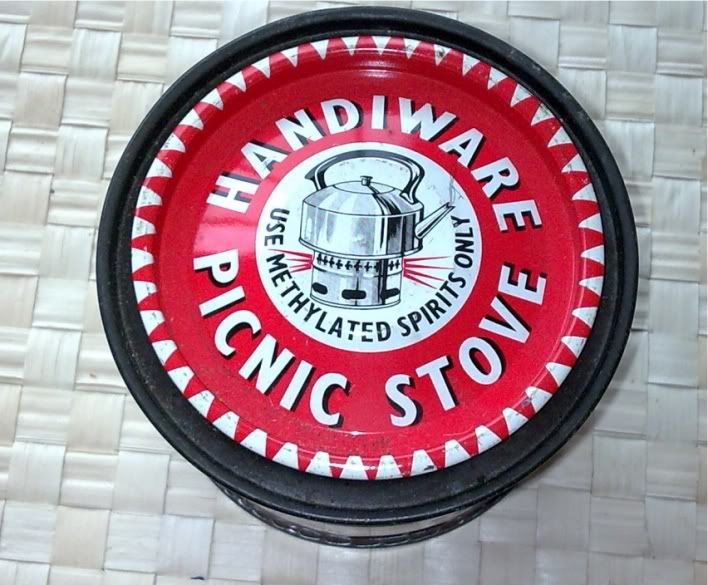 HANDIWARE
PICNIC STOVE
USE METHYLATED SPIRITS ONLY